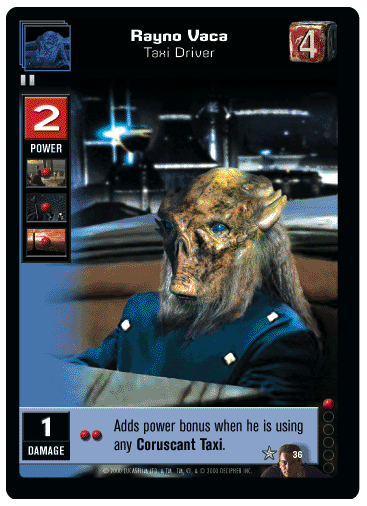 Rayno Vaca
Taxi Driver
4
2
POWER
1
DAMAGE
Adds power bonus when he is using
any Coruscant Taxi.
36
© 2000 LUCASFILM LTD. & TM., TM, ®, & © 2000 DECIPHER INC.